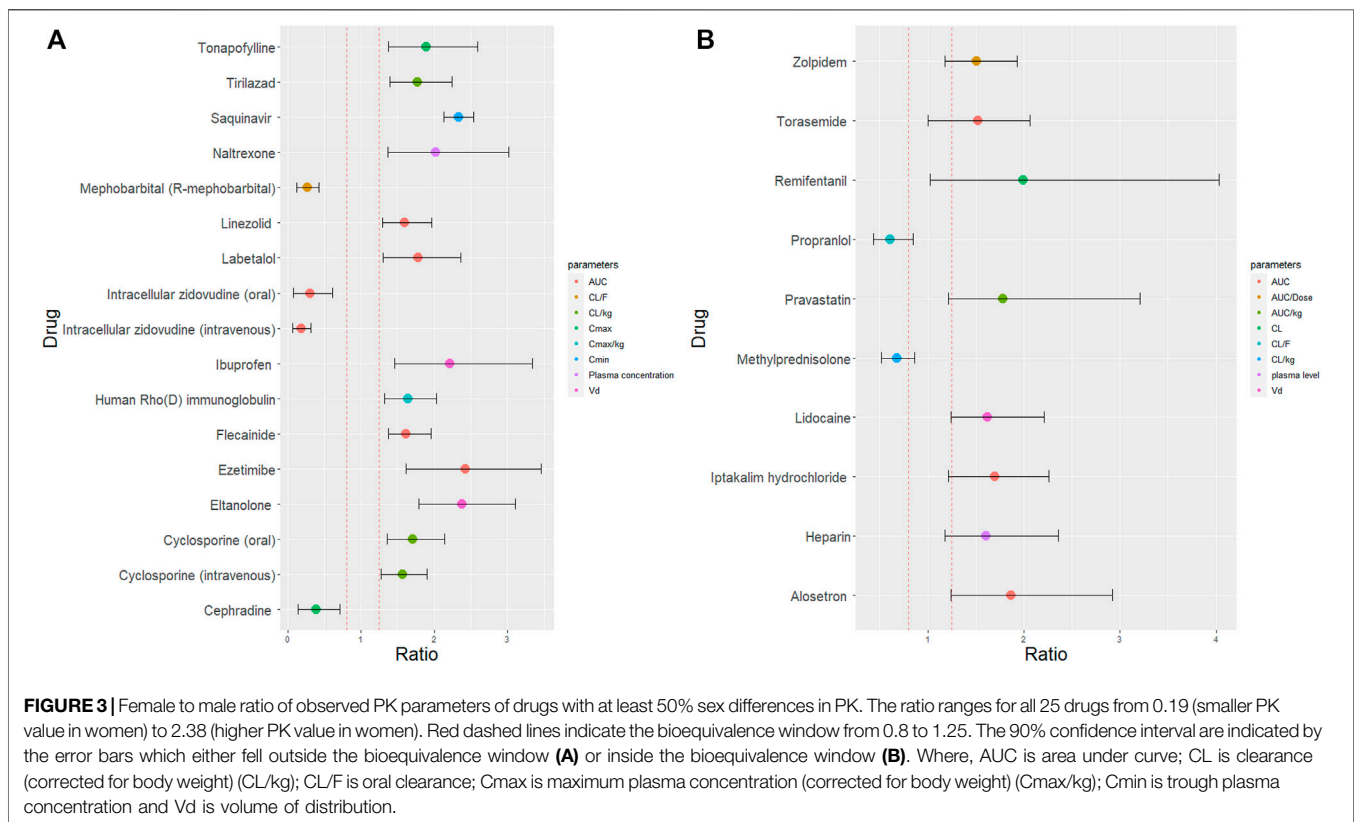 A
Tonapofylline
Tirilazad
Saquinavir
Naltrexone
Mephobarbital (R-mephobarbital)
Linezolid
Labetalol
Intracellular zidovudine (oral)
Intracellular zidovudine (intravenous)
Ibuprofen
Human Rho(D) immunoglobulin
Flecainide
Ezetimibe
Eltanolone
Cyclosporine (oral)
Cyclosporine (intravenous)
Cephradine
Drug
0 1 2 3
Ratio
parameters
AUC
CL/F
CL/kg
Cmax
Cmax/kg
Cmin
Plasma concentration
Vd
B
Zolpidem
Torasemide
Remifentanil
Propranlol
Pravastatin
Methylprednisolone
Lidocaine
Iptakalim hydrochloride
Heparin
Alosetron
Drug
1 2 3 4
Ratio
parameters
AUC
AUC/Dose
AUC/kg
CL
CL/F
CL/kg
plasma level
Vd
FIGURE 3 | Female to male ratio of observed PK parameters of drugs with at least 50% sex differences in PK. The ratio ranges for all 25 drugs from 0.19 (smaller PK
value in women) to 2.38 (higher PK value in women). Red dashed lines indicate the bioequivalence window from 0.8 to 1.25. The 90% confidence interval are indicated by
the error bars which either fell outside the bioequivalence window (A) or inside the bioequivalence window (B). Where, AUC is area under curve; CL is clearance
(corrected for body weight) (CL/kg); CL/F is oral clearance; Cmax is maximum plasma concentration (corrected for body weight) (Cmax/kg); Cmin is trough plasma
concentration and Vd is volume of distribution.